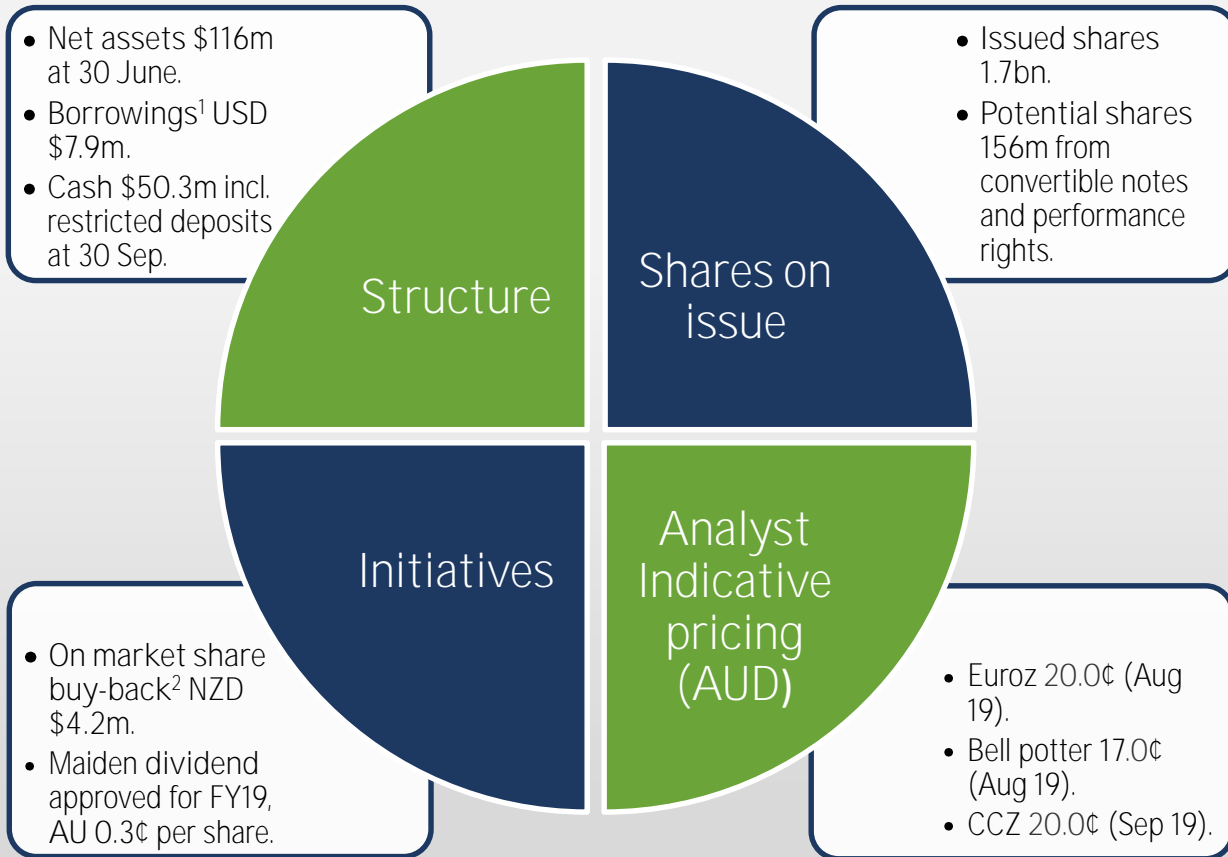 • Net assets $116m
at 30 June.
• Borrowings¹ USD
$7.9m.
• Cash $50.3m incl.
restricted deposits
at 30 Sep.
• Issued shares
1.7bn.
• Potential shares
156m from
convertible notes
and performance
rights.
Structure
Shares on
issue
Initiatives
Analyst
Indicative
pricing
(AUD)
• On market share
buy-back² NZD
$4.2m.
• Maiden dividend
approved for FY19,
AU 0.3¢ per share.
• Euroz 20.0¢ (Aug
19).
• Bell potter 17.0¢
(Aug 19).
• CCZ 20.0¢ (Sep 19).